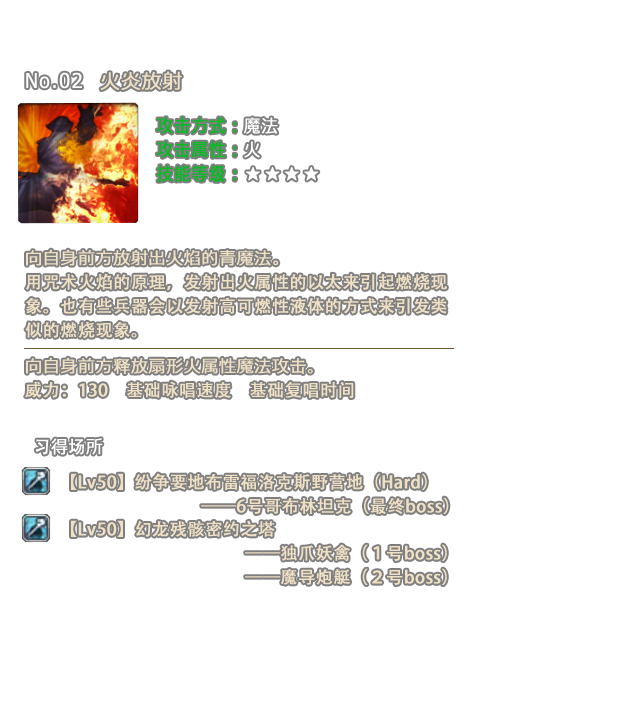 No.02 火炎放射
攻击方式：魔法
攻击属性：火
技能等级：☆☆☆☆
向自身前方放射出火焰的青魔法。
用咒术火焰的原理，发射出火属性的以太来引起燃烧现
象。也有些兵器会以发射高可燃性液体的方式来引发类
似的燃烧现象。
向自身前方释放扇形火属性魔法攻击。
威力：130 基础咏唱速度 基础复唱时间
习得场所
【Lv50】纷争要地布雷福洛克斯野营地（Hard）
——6号哥布林坦克（最终boss）
【Lv50】幻龙残骸密约之塔
——独爪妖禽（１号boss）
——魔导炮艇（２号boss）